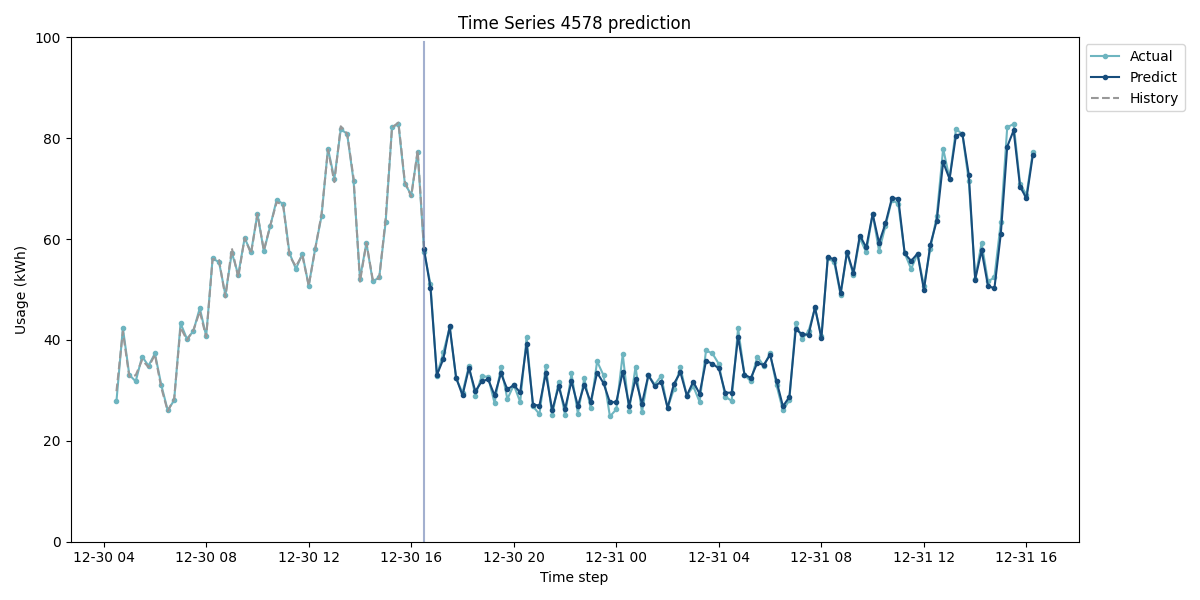 Time Series 4578 prediction
100
80
60
40
20
0
Usage (kWh)
12-30 04
12-30 08
12-30 12
12-30 16
12-30 20
12-31 00
12-31 04
12-31 08
12-31 12
12-31 16
Time step
Actual
Predict
History